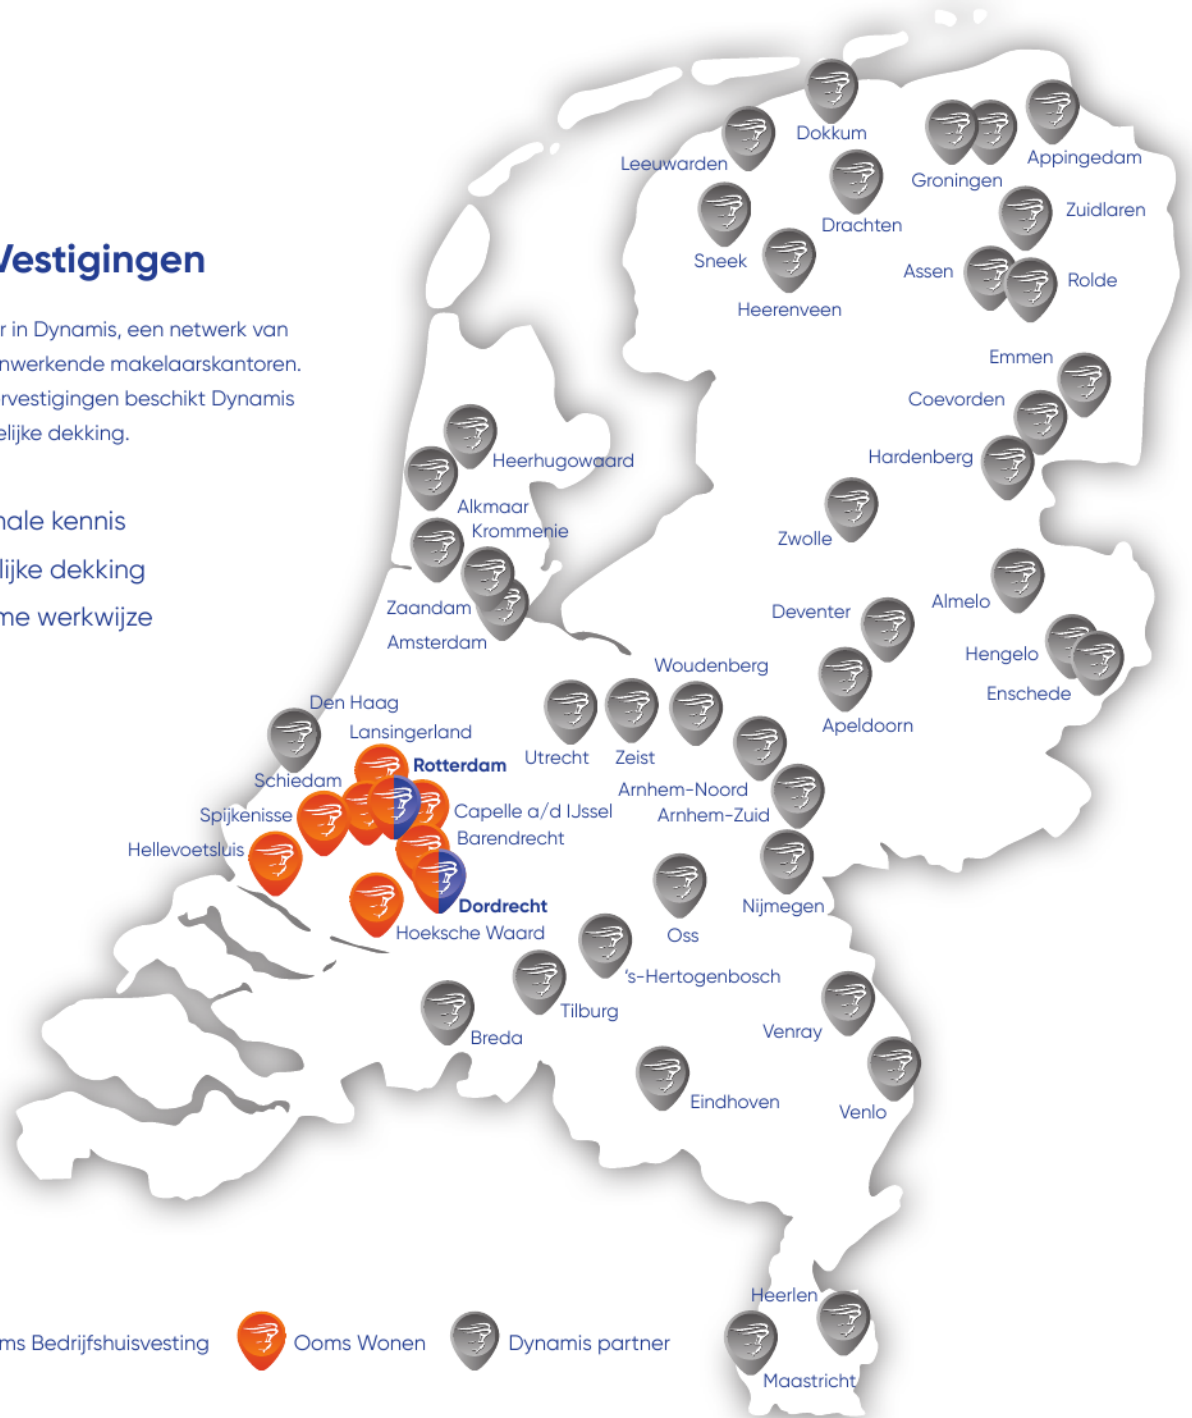 Vestigingen
r in Dynamis, een netwerk van
nwerkende makelaarskantoren.
rvestigingen beschikt Dynamis
elijke dekking.
nale kennis
lijke dekking
me werkwijze
Dokkum
Leeuwarden
Appingedam
Groningen
Zuidlaren
Drachten
Sneek
Assen
Rolde
Heerenveen
Emmen
Coevorden
Hardenberg
Heerhugowaard
Alkmaar
Krommenie
Zwolle
Almelo
Zaandam
Deventer
Amsterdam
Hengelo
Woudenberg
Enschede
Den Haag
Apeldoorn
Lansingerland
Utrecht
Zeist
Rotterdam
Schiedam
Arnhem-Noord
Spijkenisse
Capelle a/d IJssel
Arnhem-Zuid
Barendrecht
Hellevoetsluis
Dordrecht
Nijmegen
Hoeksche Waard
Oss
's-Hertogenbosch
Tilburg
Venray
Breda
Eindhoven
Venlo
Heerlen
ms Bedrijfshuisvesting
Ooms Wonen
Dynamis partner
Maastricht